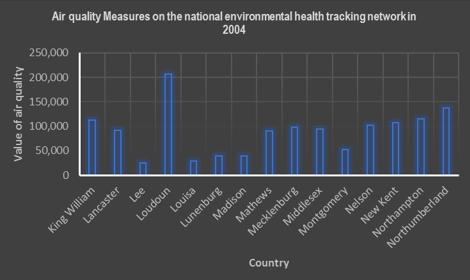 Air quality Measures on the national environmental health tracking network in
2004
250,000
200,000
150,000
100,000
50,000
0
Value of air quality
King William
Lancaster
Lee
Loudoun
Louisa
Lunenburg
Madison
Mathews
Mecklenburg
Middlesex
Montgomery
Nelson
New Kent
Northampton
Northumberland
Country